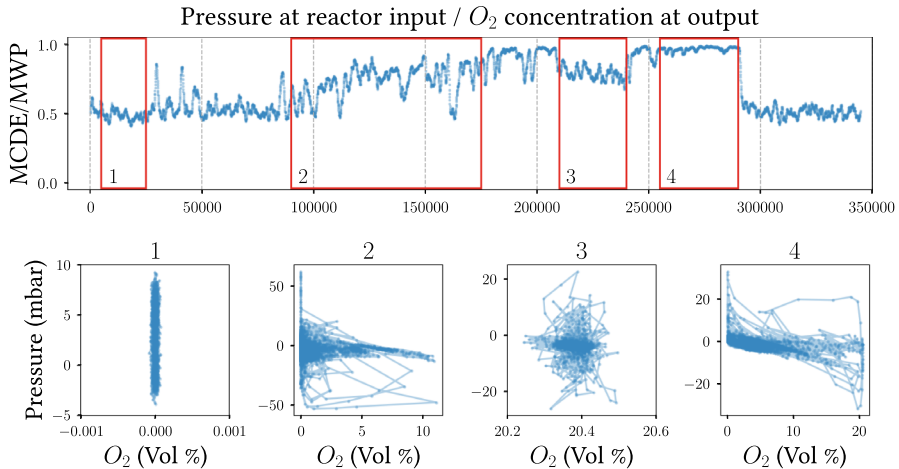 Pressure at reactor input / O₂ concentration at output
MCDE/MWP
1.0
0.5
0.0
1
2
3
4
0 50000 100000 150000 200000 250000 300000 350000
1 2 3 4
Pressure (mbar)
10
5
0
−5
−0.001 0.000 0.001
O₂ (Vol %)
0
−50
0 5 10
O₂ (Vol %)
20
0
−20
20.2 20.4 20.6
O₂ (Vol %)
20
0
−20
0 10 20
O₂ (Vol %)